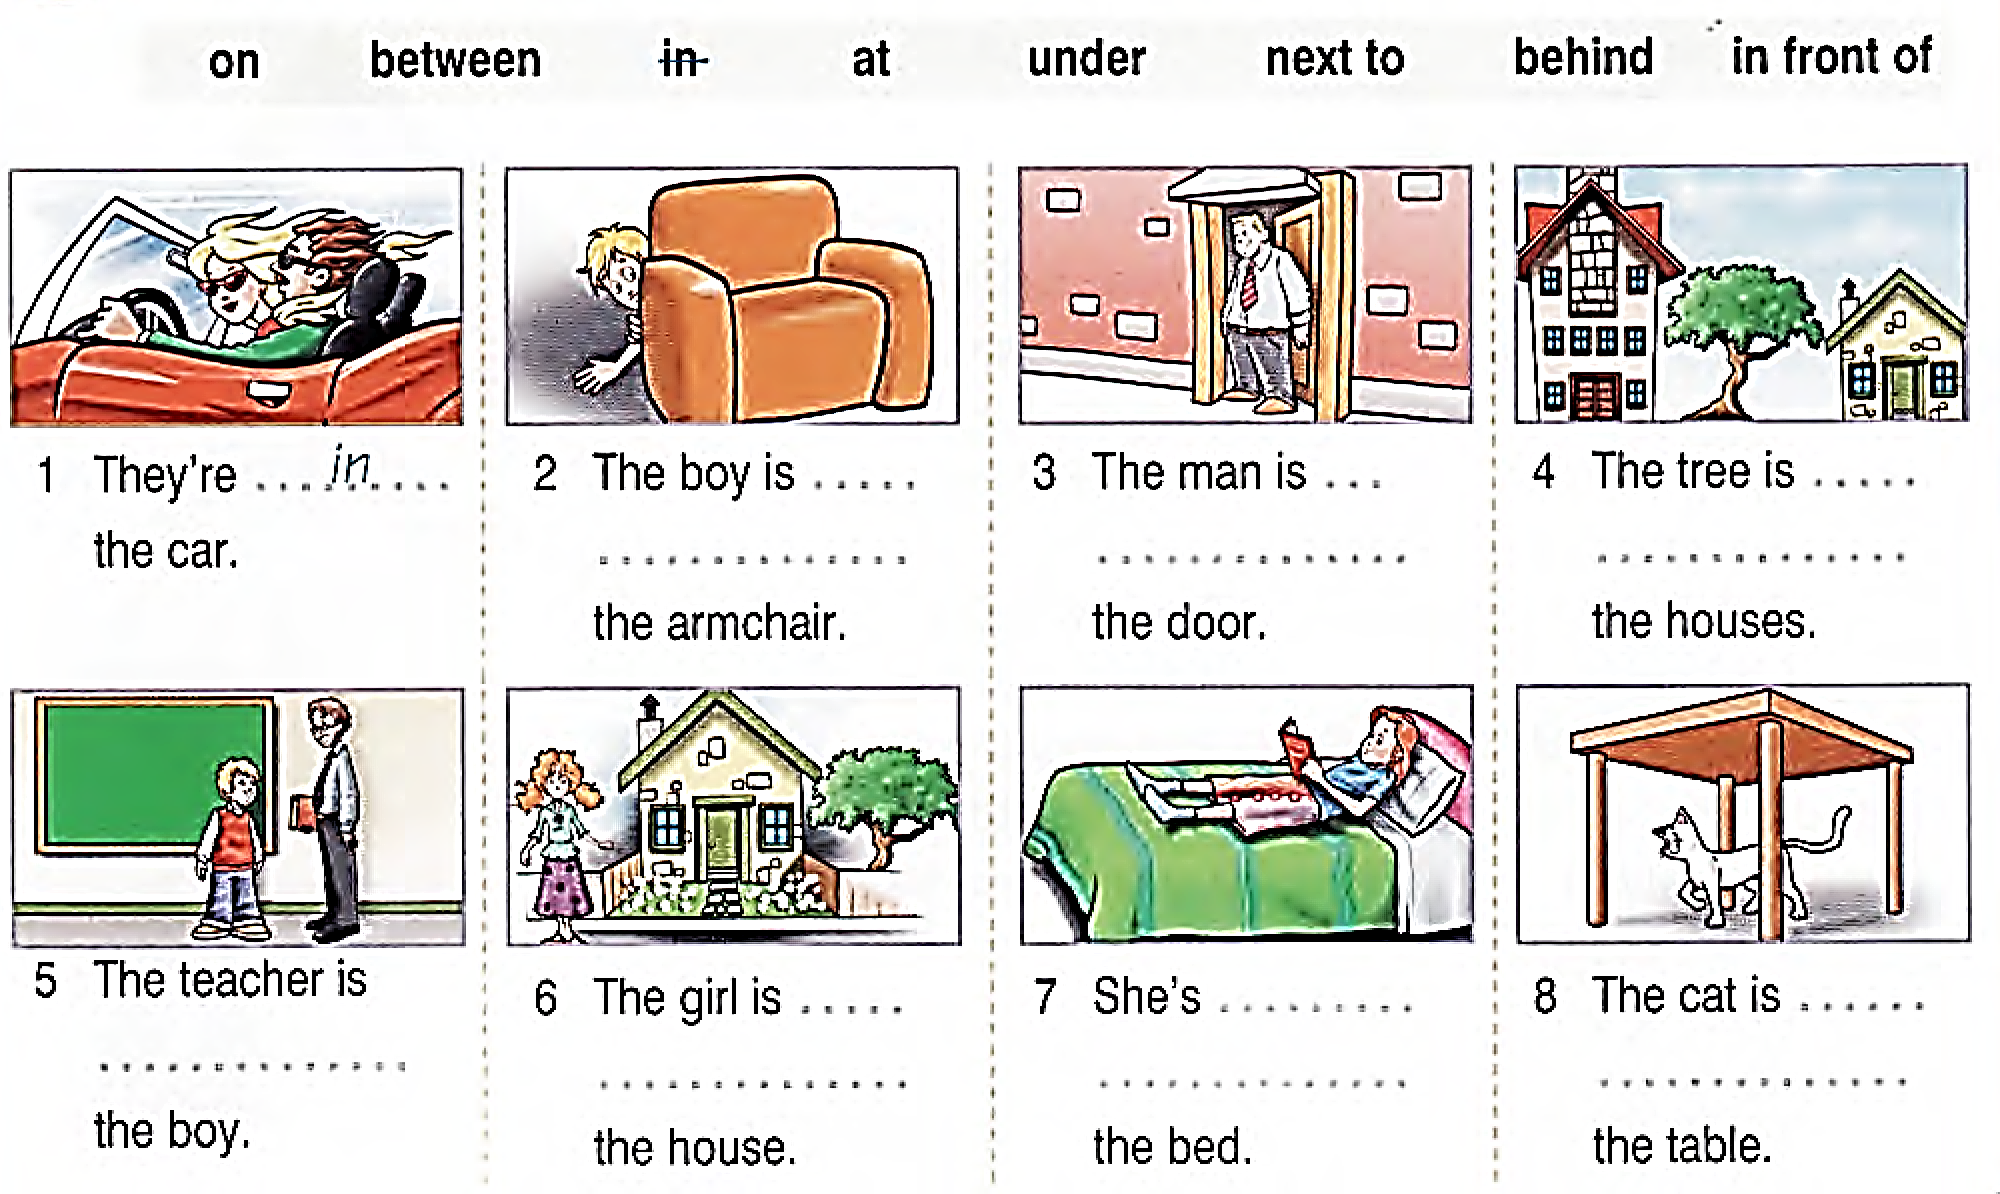 on between in at under next to behind in front of
1 They're ....in.....
the car.
2 The boy is .....
...............
the armchair.
3 The man is ...
...............
the door.
4 The tree is .....
...............
the houses.
5 The teacher is
...............
the boy.
6 The girl is .....
...............
the house.
7 She's .........
...............
the bed.
8 The cat is ......
...............
the table.